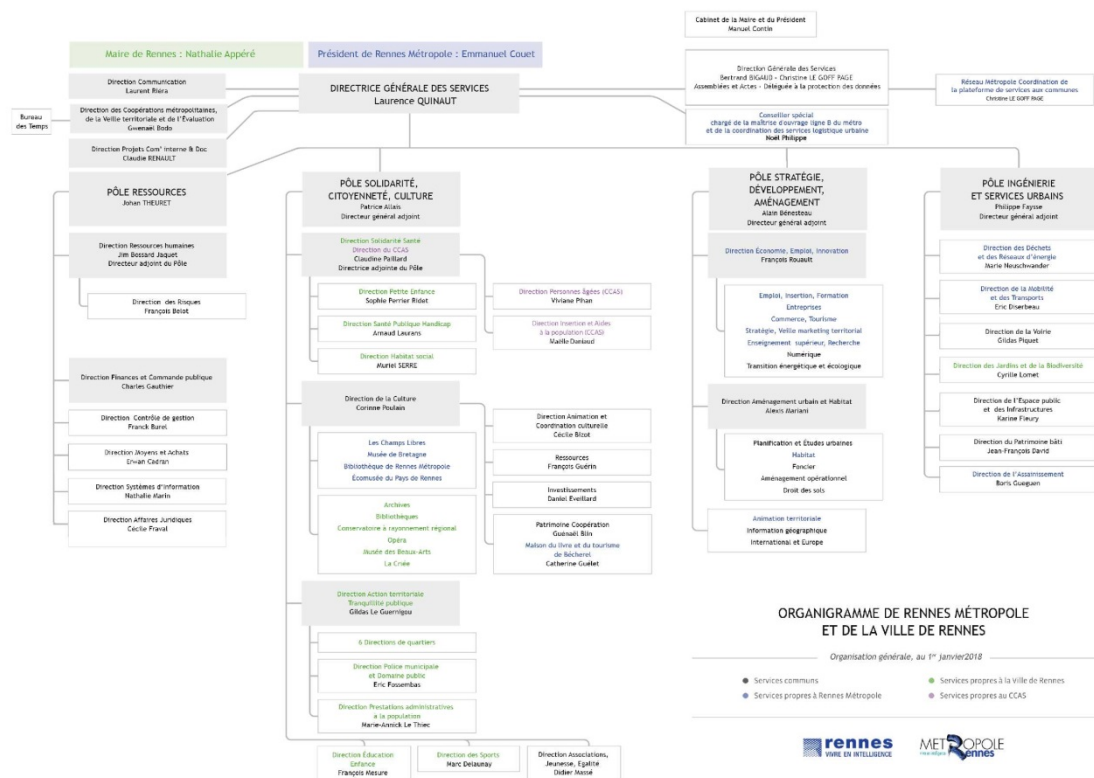 Cabinet de la Maire et du Président
Manuel Contin
Maire de Rennes : Nathalie Appéré
Président de Rennes Métropole : Emmanuel Couet
Direction Communication
Laurent Riéra
DIRECTRICE GÉNÉRALE DES SERVICES
Laurence QUINAUT
Direction Générale des Services
Bertrand BIGAUD - Christine LE GOFF PAGE
Assemblées et Actes - Déléguée à la protection des données
Réseau Métropole Coordination de
la plateforme de services aux communes
Christine LE GOFF PAGE
Bureau
des Temps
Direction des Coopérations métropolitaines,
de la Veille territoriale et de l'Évaluation
Gwenaël Bodo
Conseiller spécial
chargé de la maîtrise d'ouvrage ligne B du métro
et de la coordination des services logistique urbaine
Noël Philippe
Direction Projets Com' Interne & Doc
Claudie RENAULT
PÔLE RESSOURCES
Johan THEURET
Direction Ressources humaines
Jim Bossard Jaquet
Directeur adjoint du Pôle
Direction des Risques
François Belot
Direction Finances et Commande publique
Charles Gauthier
Direction Contrôle de gestion
Franck Burel
Direction Moyens et Achats
Erwan Cadran
Direction Systèmes d'Information
Nathalie Marin
Direction Affaires Juridiques
Cécile Fraval
PÔLE SOLIDARITÉ,
CITOYENNETÉ, CULTURE
Patrice Allais
Directeur général adjoint
Direction Solidarité Santé
Direction du CCAS
Claudine Paillard
Directrice adjointe du Pôle
Direction Petite Enfance
Sophie Perrier Ridet
Direction Santé Publique Handicap
Arnaud Laurans
Direction Habitat social
Muriel SERRE
Direction Personnes âgées (CCAS)
Viviane Pihan
Direction Insertion et Aides
à la population (CCAS)
Maëlle Daniaud
Direction de la Culture
Corinne Poulain
Les Champs Libres
Musée de Bretagne
Bibliothèque de Rennes Métropole
Écomusée du Pays de Rennes
Archives
Bibliothèques
Conservatoire à rayonnement régional
Opéra
Musée des Beaux-Arts
La Criée
Direction Animation et
Coordination culturelle
Cécile Bizot
Ressources
François Guérin
Investissements
Daniel Eveillard
Patrimoine Coopération
Guénaël Blin
Maison du livre et du tourisme
de Bécherel
Catherine Guélet
Direction Action territoriale
Tranquillité publique
Gildas Le Guernigou
6 Directions de quartiers
Direction Police municipale
et Domaine public
Eric Fossembas
Direction Prestations administratives
a la population
Marie-Annick Le Thiec
Direction Éducation
Enfance
François Mesure
Direction des Sports
Marc Delaunay
Direction Associations,
Jeunesse, Egalité
Didier Massé
PÔLE STRATÉGIE,
DÉVELOPPEMENT,
AMÉNAGEMENT
Alain Bénesteau
Directeur général adjoint
Direction Économie, Emploi, Innovation
François Rouault
Emploi, Insertion, Formation
Entreprises
Commerce, Tourisme
Stratégie, Veille marketing territorial
Enseignement supérieur, Recherche
Numérique
Transition énergétique et écologique
Direction Aménagement urbain et Habitat
Alexis Mariani
Planification et Études urbaines
Habitat
Foncier
Aménagement opérationnel
Droit des sols
Animation territoriale
Information géographique
International et Europe
PÔLE INGÉNIERIE
ET SERVICES URBAINS
Philippe Faysse
Directeur général adjoint
Direction des Déchets
et des Réseaux d'énergie
Marie Neuschwander
Direction de la Mobilité
et des Transports
Eric Diserbeau
Direction de la Voirie
Gildas Piquet
Direction des Jardins et de la Biodiversité
Cyrille Lomet
Direction de l'Espace public
et des Infrastructures
Karine Fleury
Direction du Patrimoine bâti
Jean-François David
Direction de l'Assainissement
Boris Gueguen
ORGANIGRAMME DE RENNES MÉTROPOLE
ET DE LA VILLE DE RENNES
Organisation générale, au 1er janvier2018
Services communs
Services propres à la Ville de Rennes
Services propres à Rennes Métropole
Services propres au CCAS
rennes
VIVRE EN INTELLIGENCE
METROPOLE
Rennes